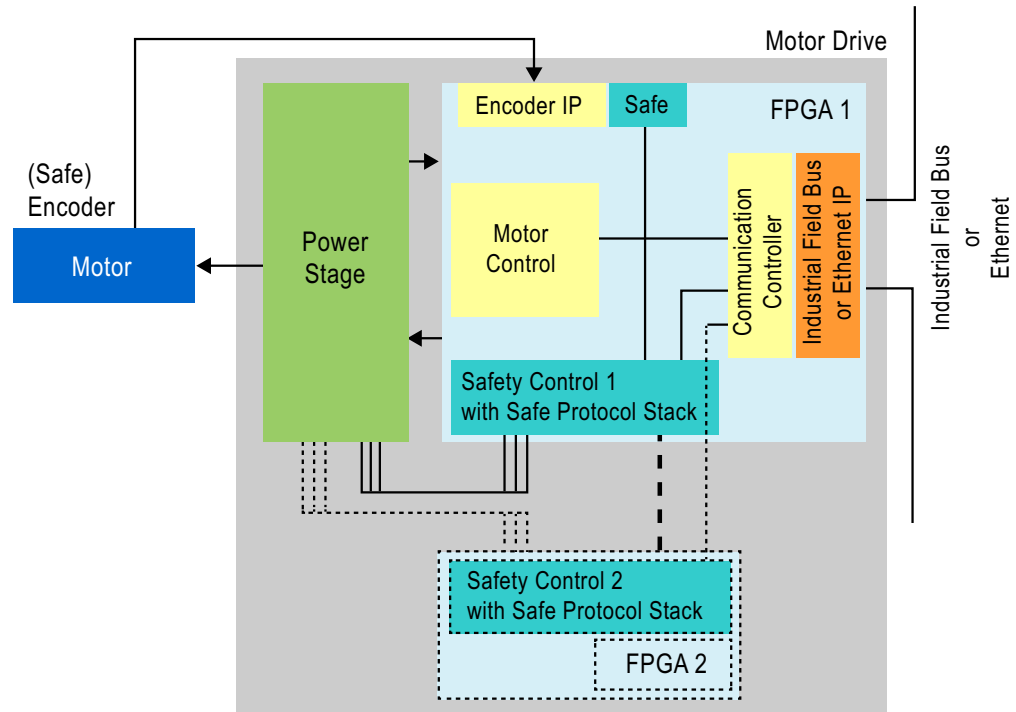 Motor Drive
Encoder IP
Safe
FPGA 1
(Safe)
Encoder
Motor
Power
Stage
Motor
Control
Communication
Controller
Industrial Field Bus
or Ethernet IP
Industrial Field Bus
or
Ethernet
Safety Control 1
with Safe Protocol Stack
Safety Control 2
with Safe Protocol Stack
FPGA 2